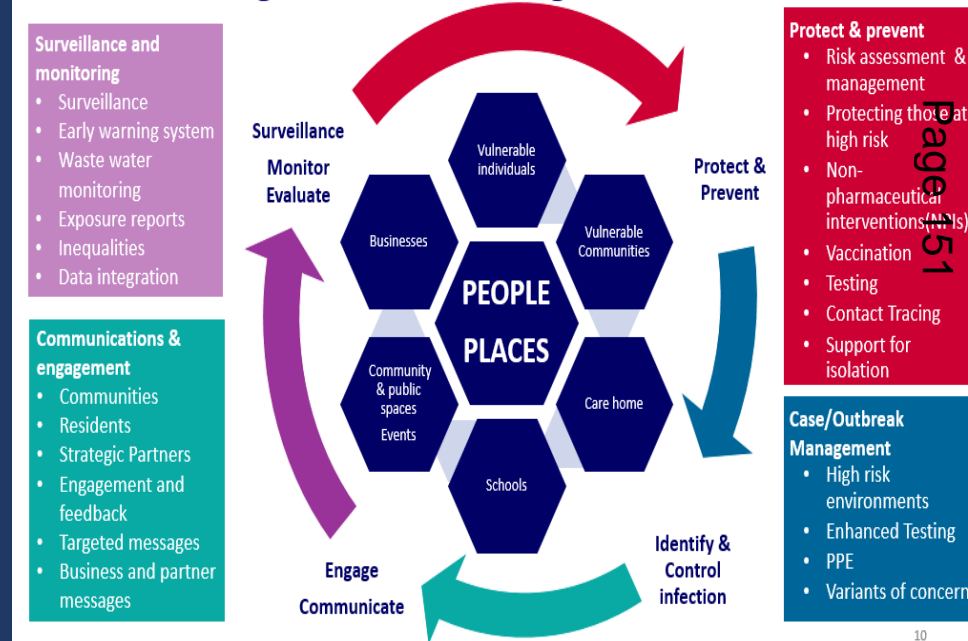 Surveillance and
monitoring
• Surveillance
• Early warning system
• Waste water
monitoring
• Exposure reports
• Inequalities
• Data integration
Communications &
engagement
• Communities
• Residents
• Strategic Partners
• Engagement and
feedback
• Targeted messages
• Business and partner
messages
Surveillance
Monitor
Evaluate
Protect &
Prevent
Identify &
Control
infection
Engage
Communicate
Vulnerable
individuals
Vulnerable
Communities
Care home
Schools
Community
& public
spaces
Events
Businesses
PEOPLE
PLACES
Protect & prevent
• Risk assessment &
management
• Protecting those at
high risk
• Non-
pharmaceutical
interventions(NPIs)
• Vaccination
• Testing
• Contact Tracing
• Support for
isolation
Case/Outbreak
Management
• High risk
environments
• Enhanced Testing
• PPE
• Variants of concern
Page 151
10